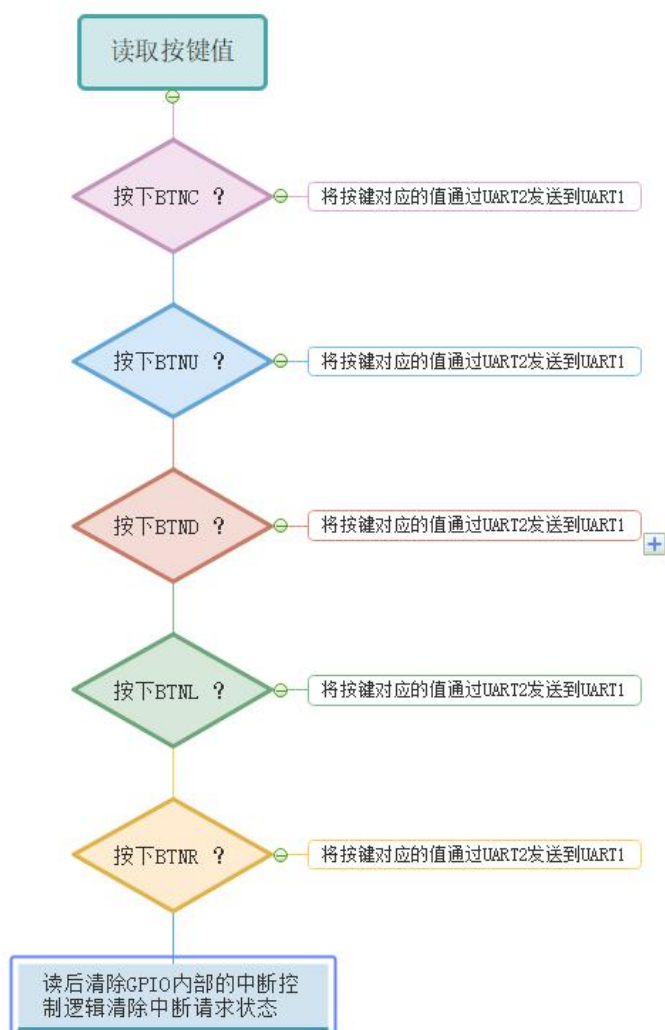 读取按键值
按下BTNC ？
将按键对应的值通过UART2发送到UART1
按下BTNU ？
将按键对应的值通过UART2发送到UART1
按下BTND ？
将按键对应的值通过UART2发送到UART1
按下BTNL ？
将按键对应的值通过UART2发送到UART1
按下BTNR ？
将按键对应的值通过UART2发送到UART1
读后清除GPIO内部的中断控
制逻辑清除中断请求状态